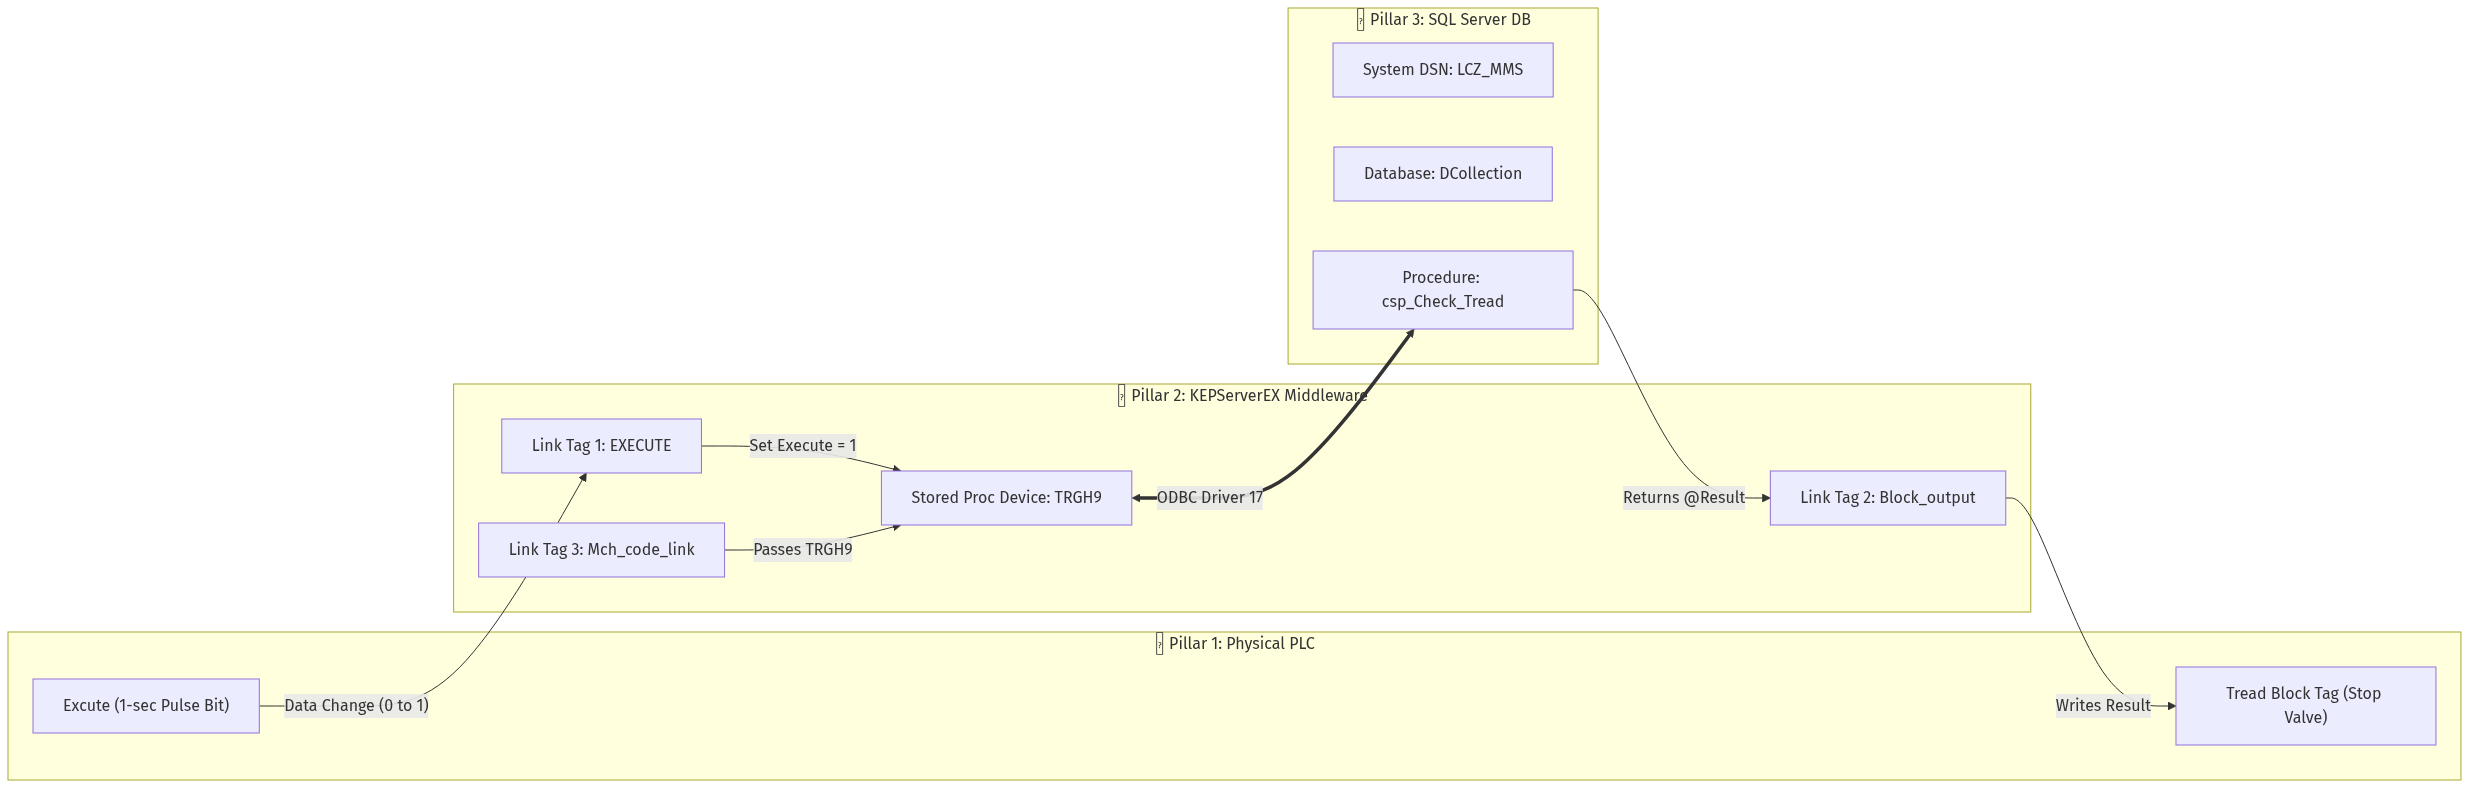 Pillar 3: SQL Server DB
System DSN: LCZ_MMS
Database: DCollection
Procedure:
csp_Check_Tread
Pillar 2: KEPServerEX Middleware
Link Tag 1: EXECUTE
Set Execute = 1
Stored Proc Device: TRGH9
ODBC Driver 17
Returns @Result
Link Tag 2: Block_output
Link Tag 3: Mch_code_link
Passes TRGH9
Pillar 1: Physical PLC
Excute (1-sec Pulse Bit)
Data Change (0 to 1)
Writes Result
Tread Block Tag (Stop
Valve)